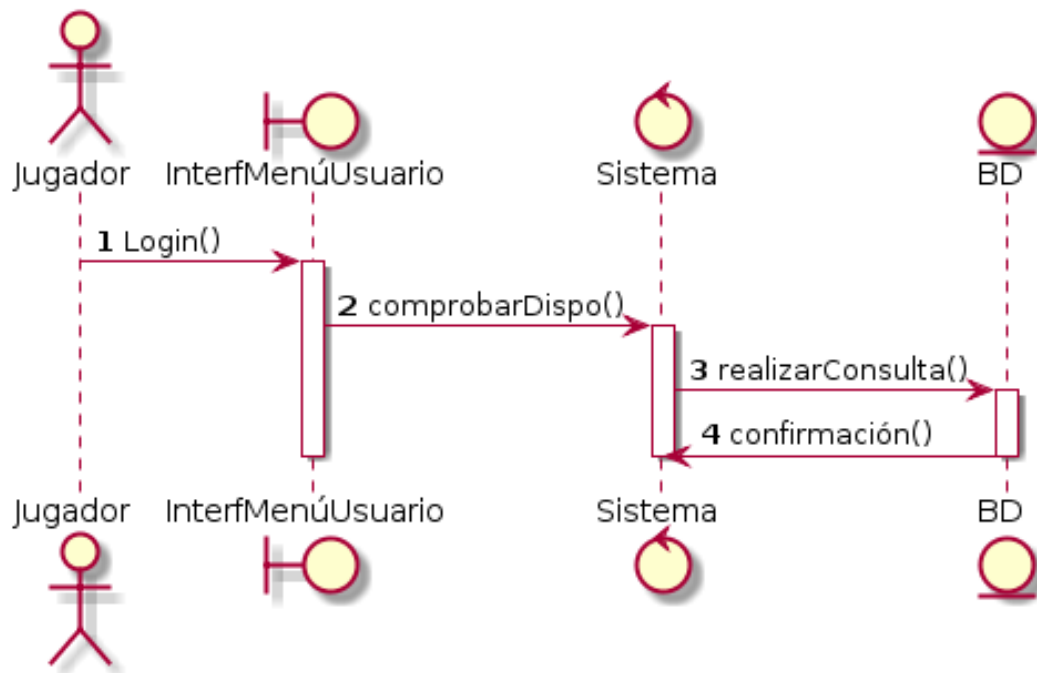 Jugador InterfMenúUsuario Sistema BD
1 Login()
2 comprobarDispo()
3 realizarConsulta()
4 confirmación()
Jugador InterfMenúUsuario Sistema BD